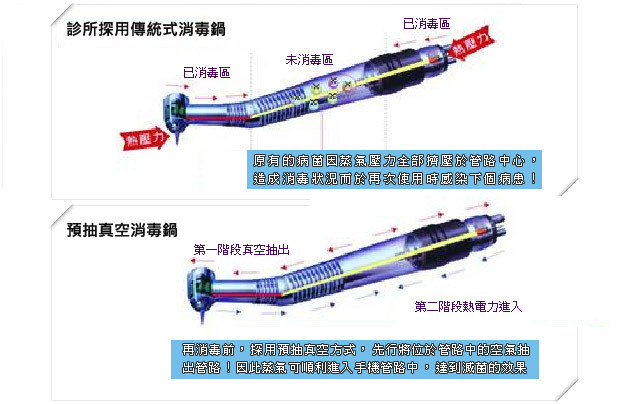 診所採用傳統式消毒鍋
已消毒區
熱壓力
未消毒區
已消毒區
熱壓力
原有的病菌因蒸氣壓力全部擠壓於管路中心，
造成消毒狀況而於再次使用時感染下個病患！
預抽真空消毒鍋
第一階段真空抽出
第二階段熱電力進入
再消毒前，採用預抽真空方式，先行將位於管路中的空氣抽
出管路！因此蒸氣可順利進入手機管路中，達到滅菌的效果